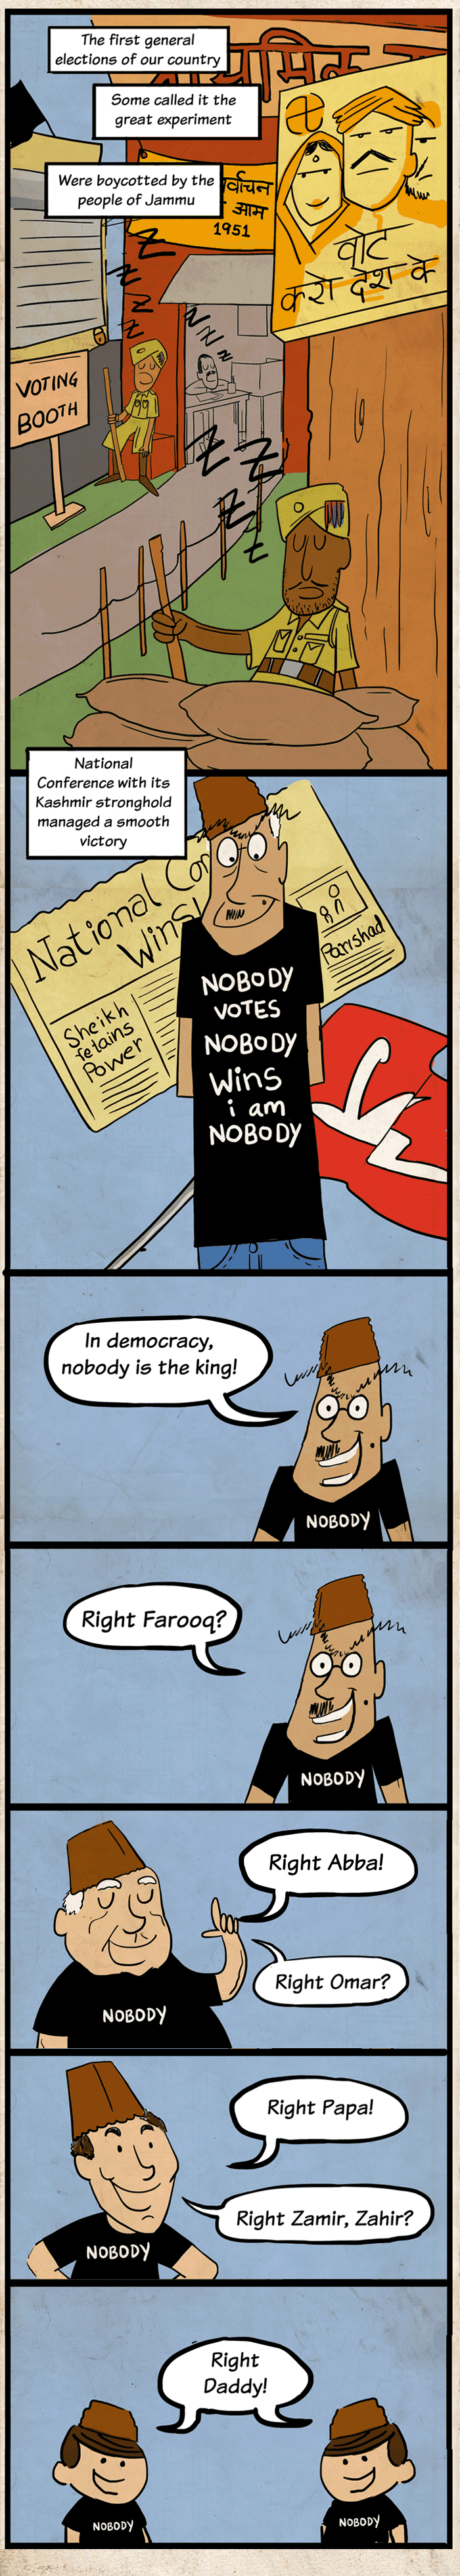 The first general
elections of our country
Some called it the
great experiment
Were boycotted by the
people of Jammu
र्वाचन
आम
1951
वोट
करो देश के
VOTING
BOOTH
Z
Z
Z
Z
Z
Z
Z
Z
Z
Z
Z
Z
National
Conference with its
Kashmir stronghold
managed a smooth
victory
National Con
Wins!
Sheikh
retains
Power
Parishad
NOBODY
VOTES
NOBODY
Wins
i am
NOBODY
In democracy,
nobody is the king!
NOBODY
Right Farooq?
NOBODY
Right Abba!
Right Omar?
NOBODY
Right Papa!
Right Zamir, Zahir?
NOBODY
Right
Daddy!
NOBODY
NOBODY